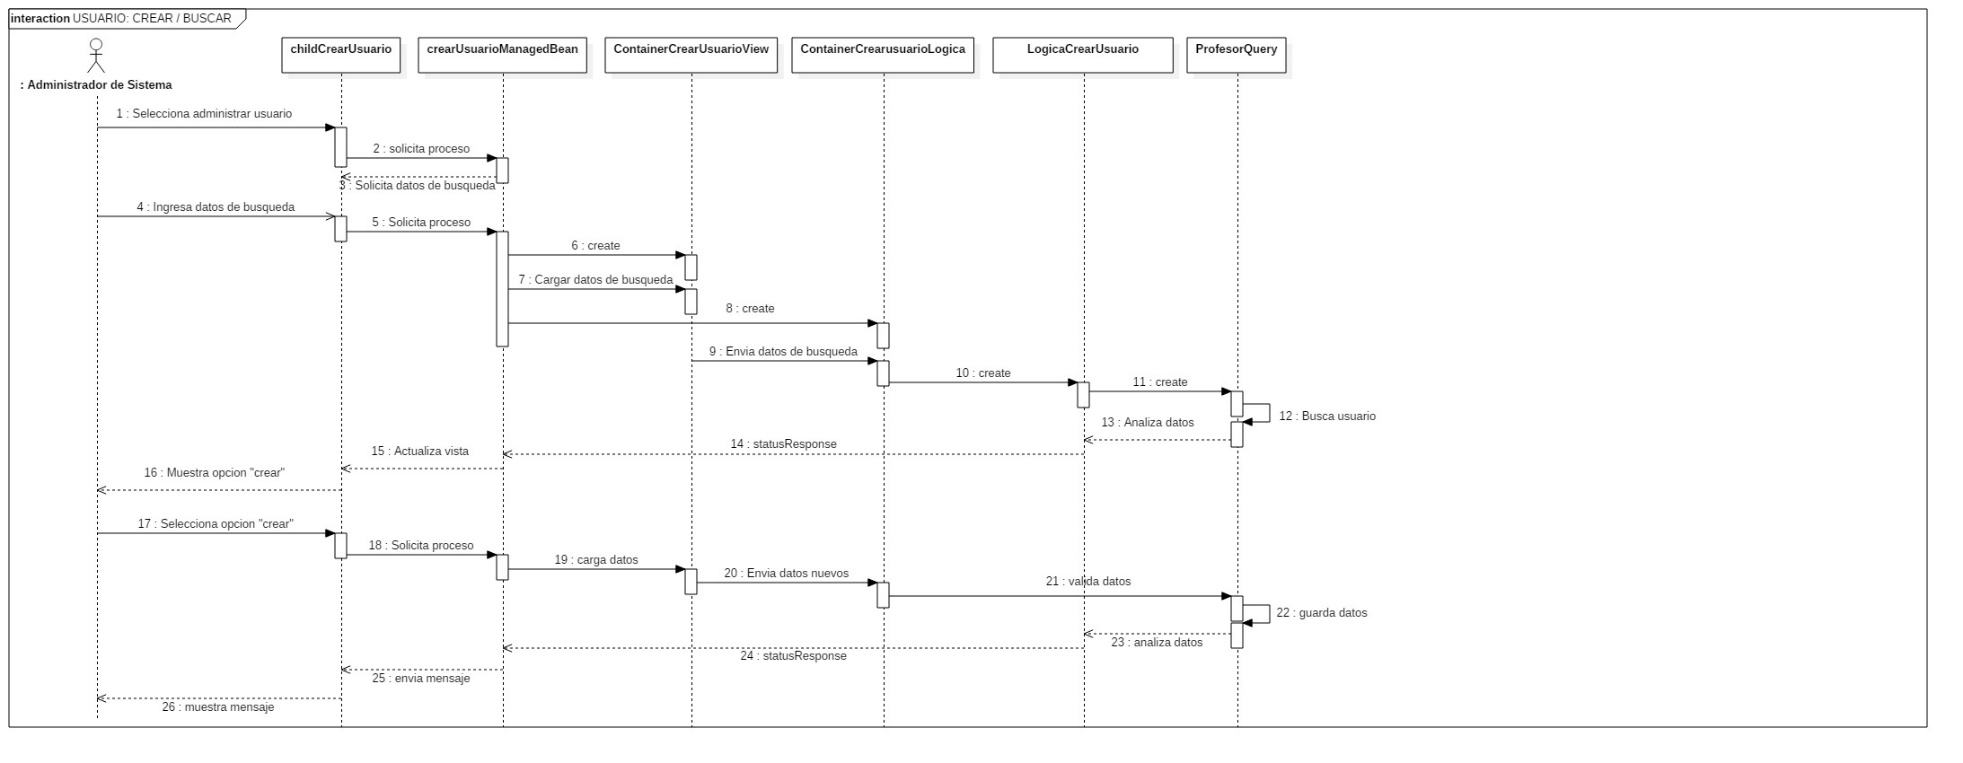 interaction USUARIO: CREAR / BUSCAR
childCrearUsuario
crearUsuarioManagedBean
ContainerCrearUsuarioView
ContainerCrearusuarioLogica
LogicaCrearUsuario
ProfesorQuery
: Administrador de Sistema
1 : Selecciona administrar usuario
2 : solicita proceso
3 : Solicita datos de busqueda
4 : Ingresa datos de busqueda
5 : Solicita proceso
6 : create
7 : Cargar datos de busqueda
8 : create
9 : Envia datos de busqueda
10 : create
11 : create
12 : Busca usuario
13 : Analiza datos
14 : statusResponse
15 : Actualiza vista
16 : Muestra opcion "crear"
17 : Selecciona opcion "crear"
18 : Solicita proceso
19 : carga datos
20 : Envia datos nuevos
21 : valida datos
22 : guarda datos
23 : analiza datos
24 : statusResponse
25 : envia mensaje
26 : muestra mensaje